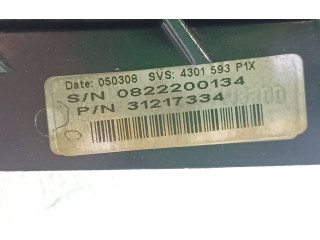 Date: 050308 SVS: 4301 593 P1X
S/N 0822200134
P/N 31217334